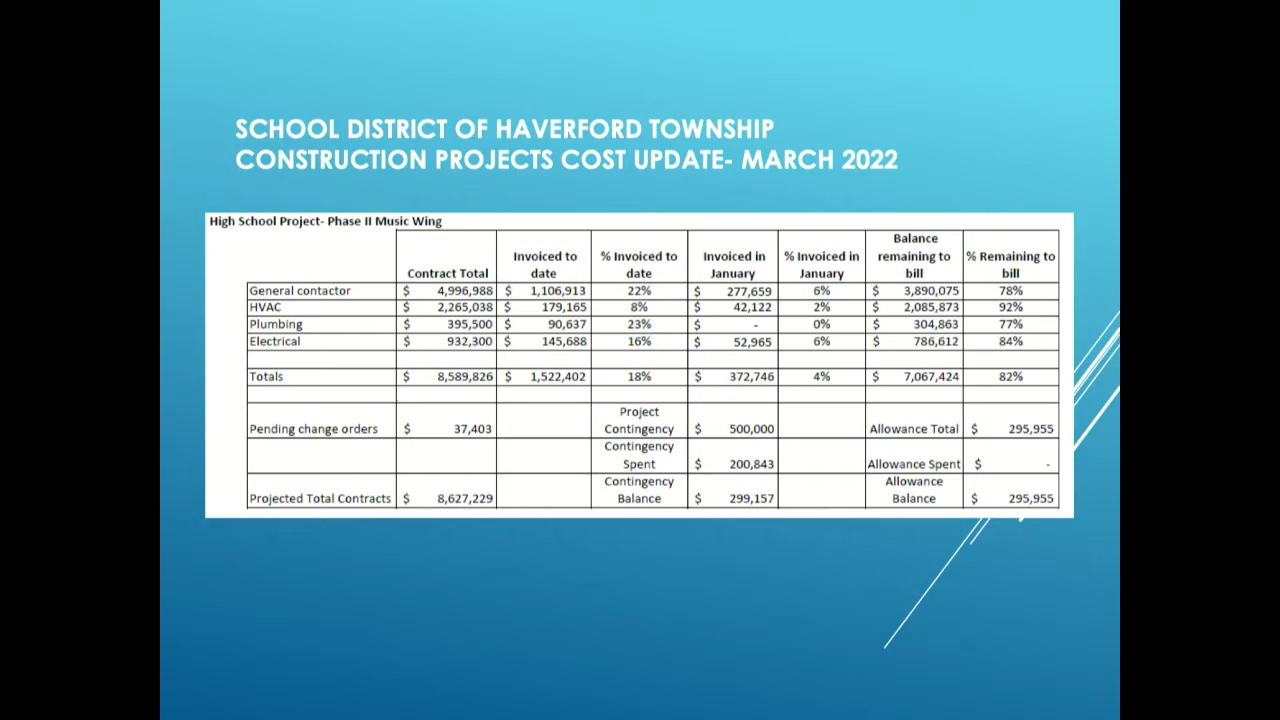 SCHOOL DISTRICT OF HAVERFORD TOWNSHIP
CONSTRUCTION PROJECTS COST UPDATE- MARCH 2022
High School Project- Phase II Music Wing
Contract Total | Invoiced to date | % Invoiced to date | Invoiced in January | % Invoiced in January | Balance remaining to bill | % Remaining to bill
General contactor $ 4,996,988 $ 1,106,913 22% $ 277,659 6% $ 3,890,075 78%
HVAC $ 2,265,038 $ 179,165 8% $ 42,122 2% $ 2,085,873 92%
Plumbing $ 395,500 $ 90,637 23% $ - 0% $ 304,863 77%
Electrical $ 932,300 $ 145,688 16% $ 52,965 6% $ 786,612 84%
Totals $ 8,589,826 $ 1,522,402 18% $ 372,746 4% $ 7,067,424 82%
Pending change orders $ 37,403 Project Contingency $ 500,000 Allowance Total $ 295,955
Contingency Spent $ 200,843 Allowance Spent $ -
Projected Total Contracts $ 8,627,229 Contingency Balance $ 299,157 Allowance Balance $ 295,955